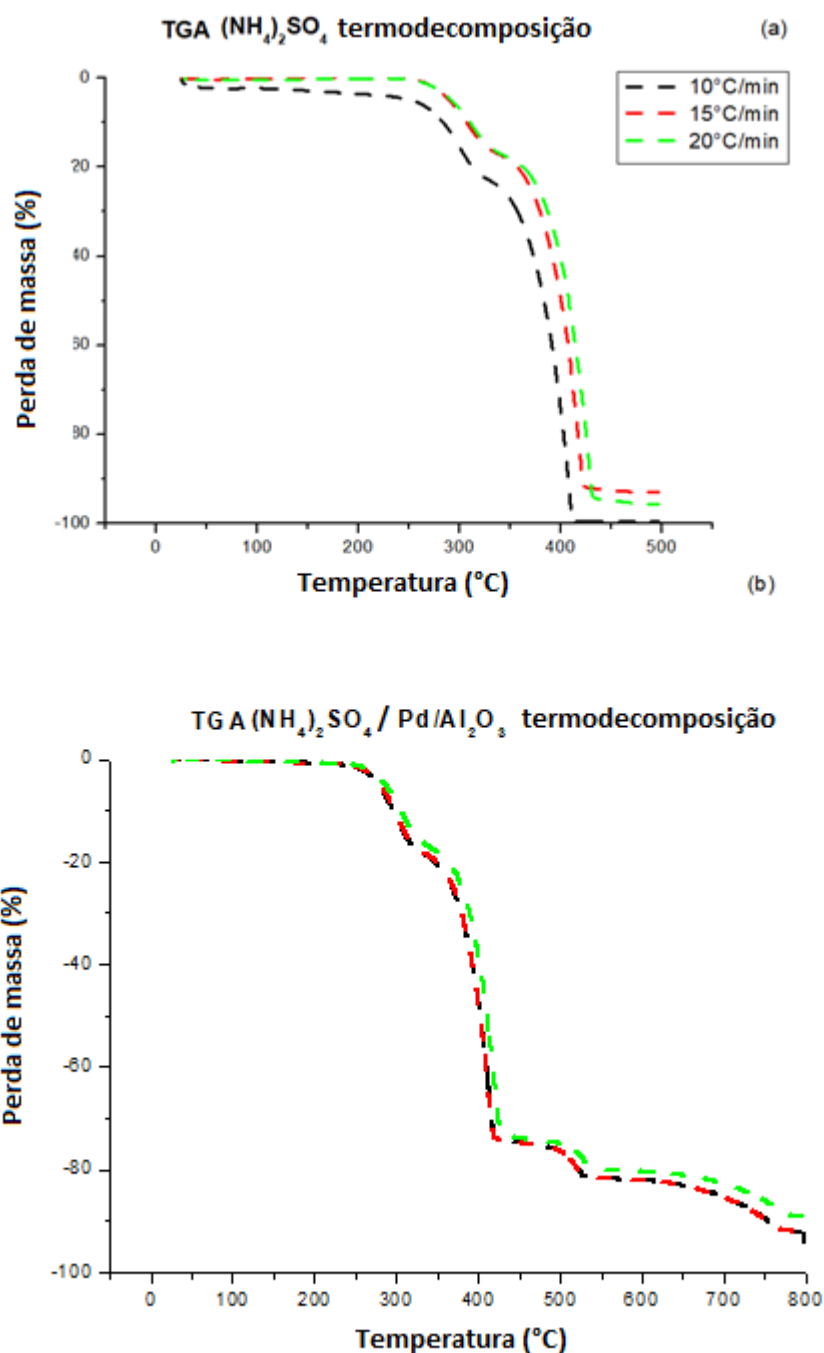 TGA (NH₄)₂SO₄ termodecomposição
(a)
10°C/min
15°C/min
20°C/min
0
20
40
60
80
-100
0
100
200
300
400
500
Perda de massa (%)
Temperatura (°C)
(b)
TGA (NH₄)₂SO₄ / Pd/Al₂O₃ termodecomposição
0
-20
-40
-60
-80
-100
0
100
200
300
400
500
600
700
800
Perda de massa (%)
Temperatura (°C)